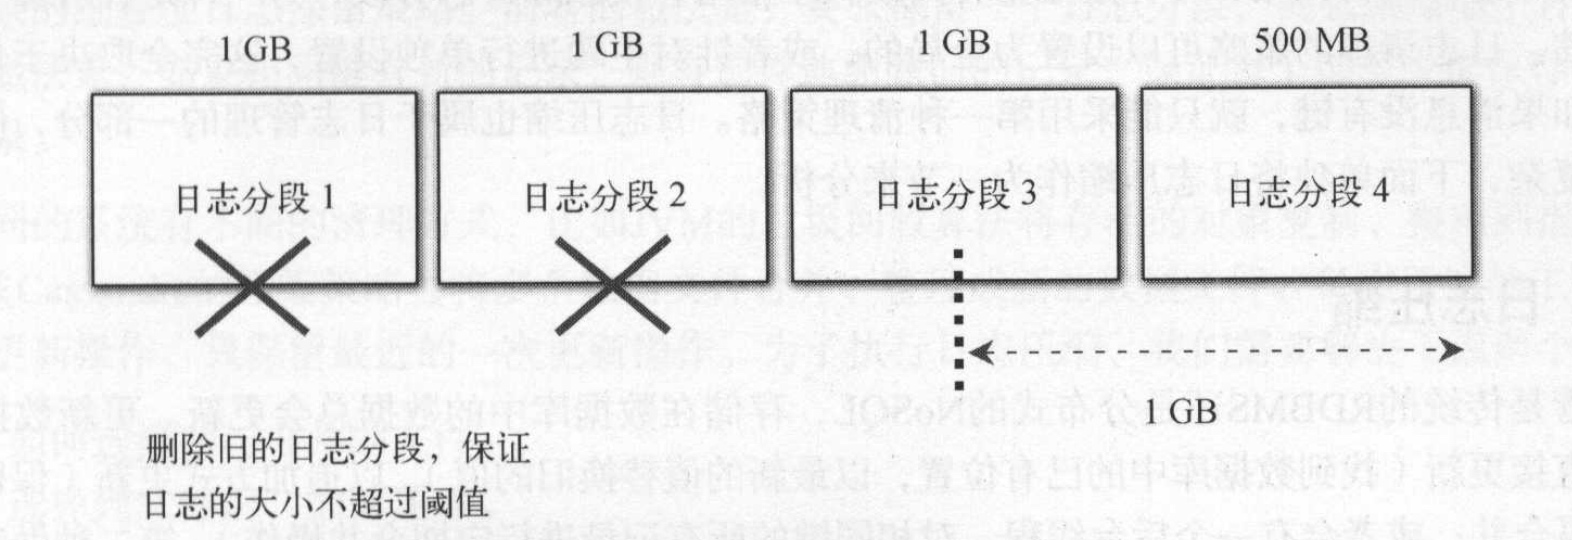 1 GB
1 GB
1 GB
500 MB
日志分段 1
日志分段 2
日志分段 3
日志分段 4
1 GB
删除旧的日志分段，保证
日志的大小不超过阈值